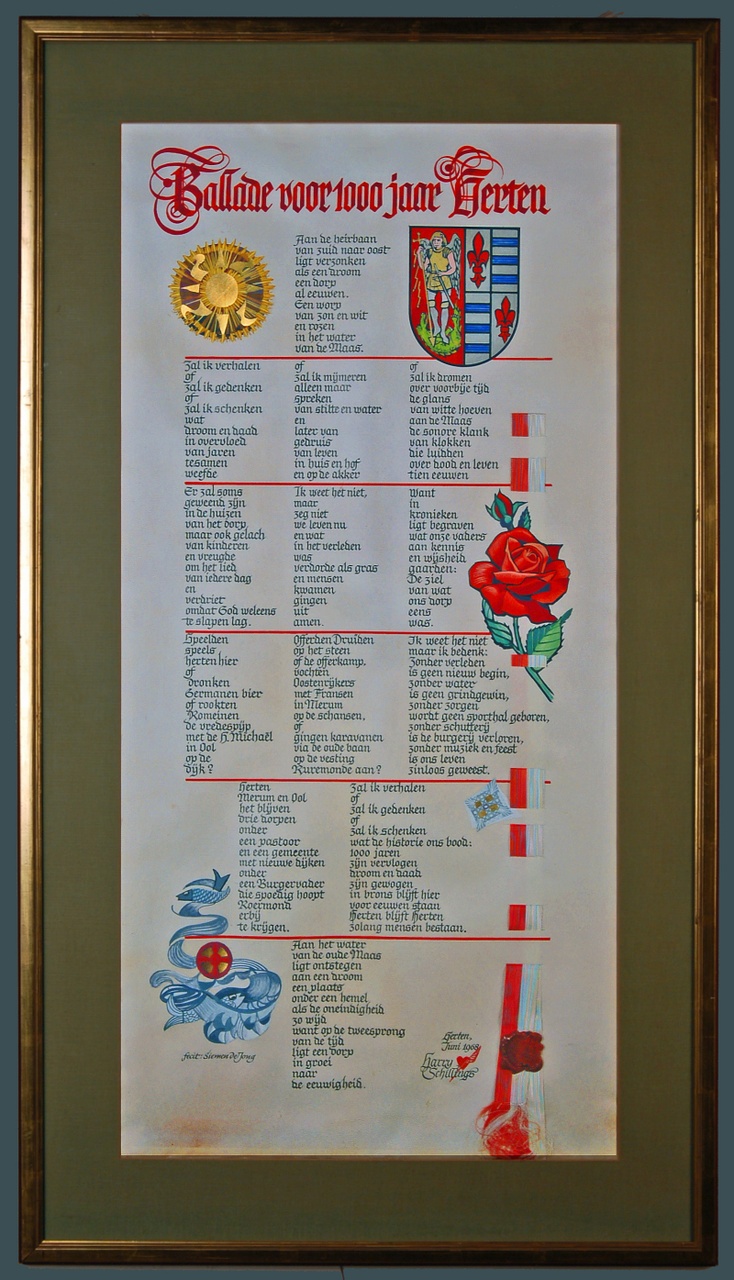 Ballade voor 1000 jaar Herten
Aan de heirbaan
van zuid naar oost
ligt verzonken
als een droom
een dorp
al eeuwen.
Een worp
van zon en wit
en rozen
in het water
van de Maas.
Zal ik verhalen
of
zal ik gedenken
of
zal ik schenken
wat
droom en daad
in overvloed
van jaren
tesamen
weefde
of
zal ik mijmeren
alleen maar
spreken
van stilte en water
en
later van
gedruis
van leven
in huis en hof
en op de akker
of
zal ik dromen
over voorbije tijd
de glans
van witte hoeven
aan de Maas
de sonore klank
van klokken
die luidden
over dood en leven
tien eeuwen
Er zal soms
geweend zijn
in de huizen
van het dorp
maar ook gelach
van kinderen
en vreugde
om het lied
van iedere dag
en
verdriet
omdat God weleens
te slapen lag.
Ik weet het niet,
maar
zeg niet
we leven nu
en wat
in het verleden
was
verdorde als gras
en mensen
kwamen
gingen
uit
amen.
Want
in
kronieken
ligt begraven
wat onze vaders
aan kennis
en wijsheid
gaarden:
De ziel
van wat
ons dorp
eens
was.
Speelden
speels
herten hier
of
dronken
Germanen bier
of rookten
Romeinen
de vredespijp
met de H. Michaël
in Ool
op de
dijk?
Offerden Druïden
op het steen
of de offerkamp.
vochten
Oostenrijkers
met Fransen
in Merum
op de schansen,
of
gingen karavanen
via de oude baan
op de vesting
Ruremonde aan?
Ik weet het niet
maar ik bedenk:
Zonder verleden
is geen nieuw begin,
zonder water
is geen grindgewin,
zonder zorgen
wordt geen sporthal geboren,
zonder schutterij
is de burgerij verloren,
zonder muziek en feest
is ons leven
zinloos geweest.
Herten
Merum en Ool
het blijven
drie dorpen
onder
een pastoor
en een gemeente
met nieuwe dijken
onder
een Burgervader
die spoedig hoopt
Roermond
erbij
te krijgen.
Zal ik verhalen
of
zal ik gedenken
of
zal ik schenken
wat de historie ons bood:
1000 jaren
zijn vervlogen
droom en daad
zijn gewogen
in brons blijft hier
voor eeuwen staan
Herten blijft Herten
zolang mensen bestaan.
Aan het water
van de oude Maas
ligt ontstegen
aan een droom
een plaats
onder een hemel
als de oneindigheid
zo wijd
want op de tweesprong
van de tijd
ligt een dorp
in groei
naar
de eeuwigheid.
fecit: Siemen de Jong
Herten,
Juni 1968
Harry
Schillings